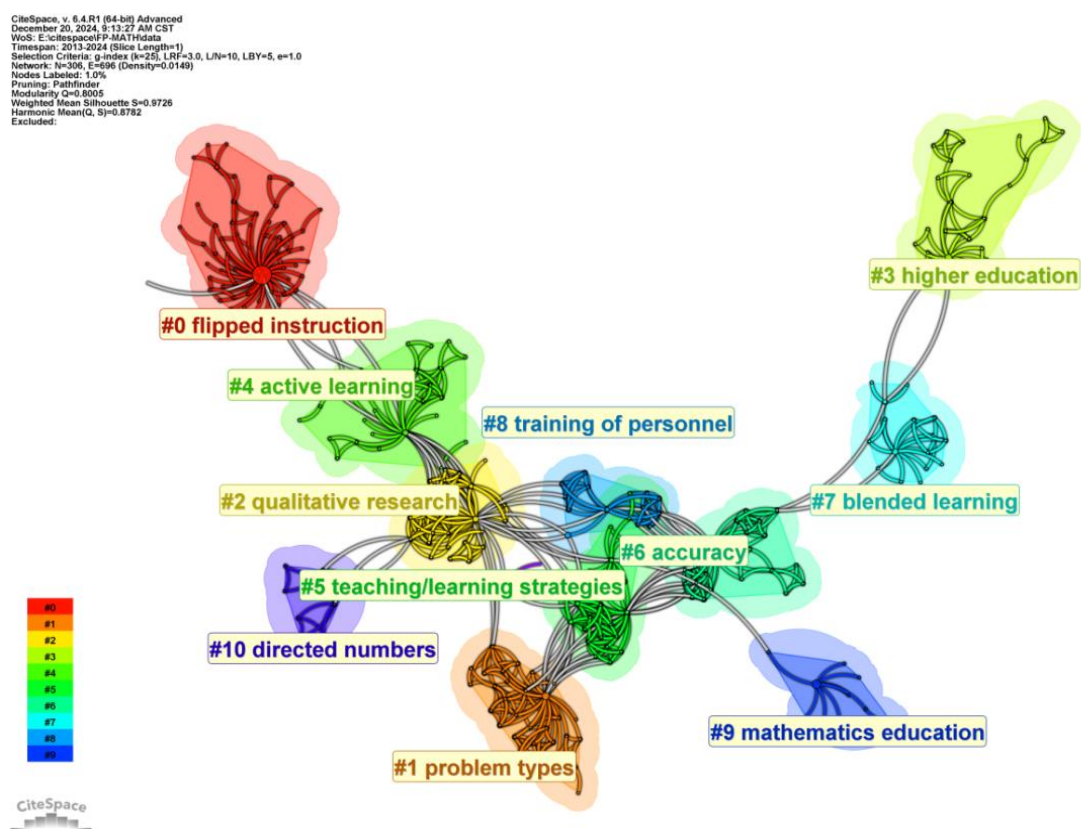 CiteSpace, v. 6.4.R1 (64-bit) Advanced
December 20, 2024, 9:13:27 AM CST
WoS: E:\citespace\FP-MATH\data
Timespan: 2013-2024 (Slice Length=1)
Selection Criteria: g-index (k=25), LRF=3.0, L/N=10, LBY=5, e=1.0
Network: N=306, E=696 (Density=0.0149)
Nodes Labeled: 1.0%
Pruning: Pathfinder
Modularity Q=0.8005
Weighted Mean Silhouette S=0.9726
Harmonic Mean(Q, S)=0.8782
Excluded:
#3 higher education
#0 flipped instruction
#4 active learning
#8 training of personnel
#2 qualitative research
#7 blended learning
#6 accuracy
#5 teaching/learning strategies
#10 directed numbers
#9 mathematics education
#1 problem types
#0
#1
#2
#3
#4
#5
#6
#7
#8
#9
CiteSpace